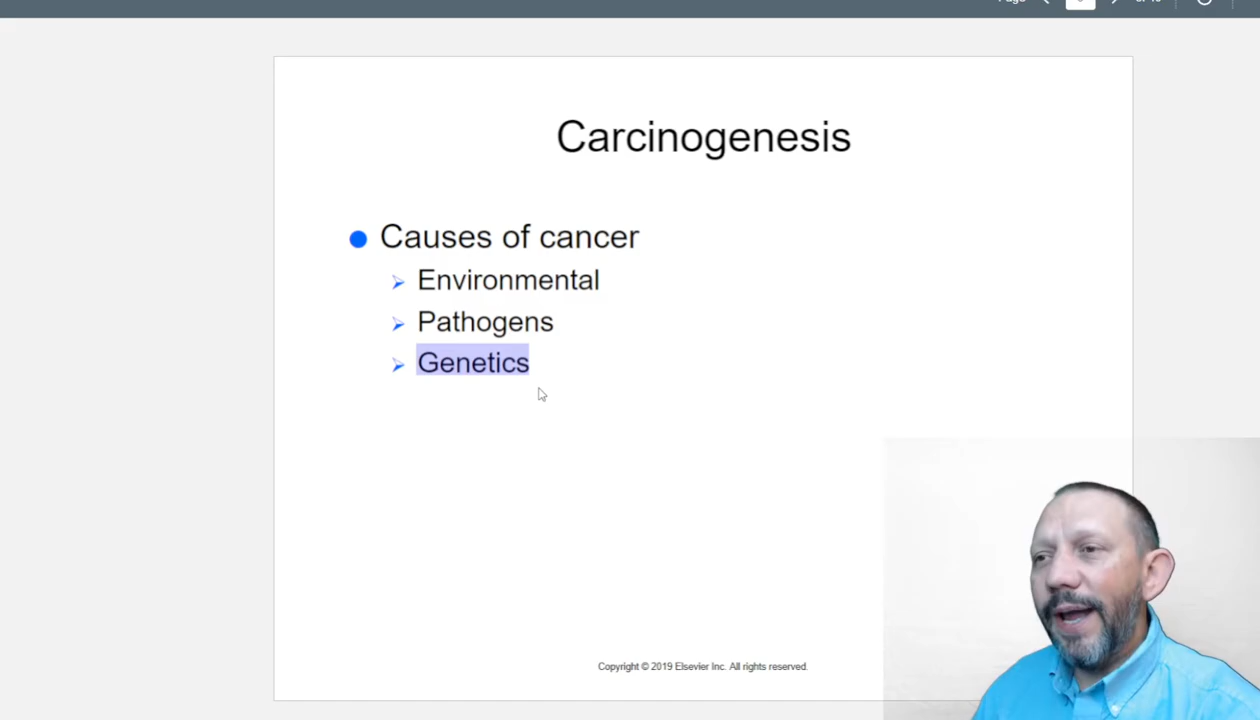 Carcinogenesis
Causes of cancer
Environmental
Pathogens
Genetics
Copyright © 2019 Elsevier Inc. All rights reserved.